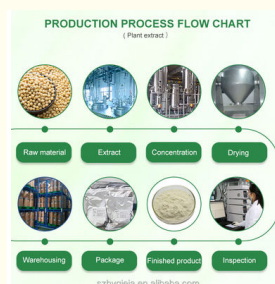 PRODUCTION PROCESS FLOW CHART
( Plant extract )
Raw material
Extract
Concentration
Drying
Warehousing
Package
Finished product
Inspection